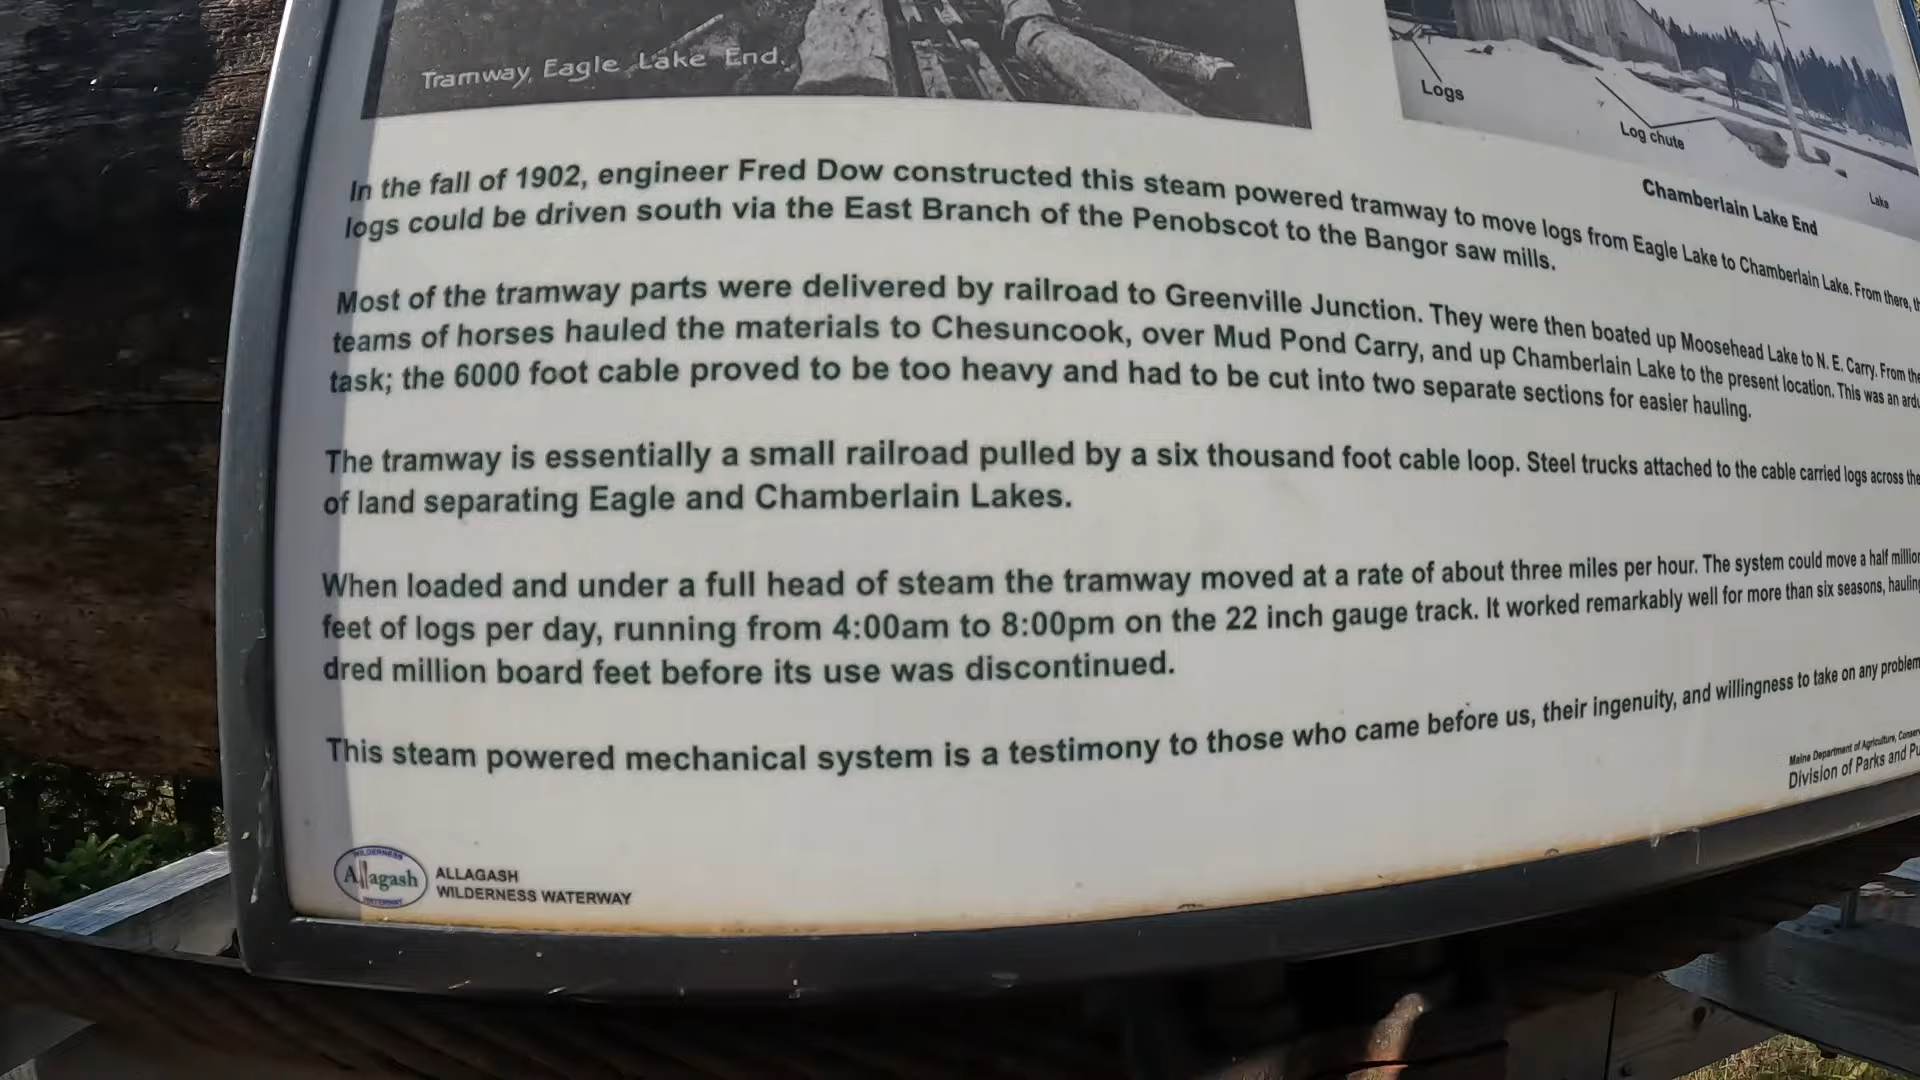 Tramway, Eagle Lake End.
Logs
Log chute
Lake
Chamberlain Lake End
In the fall of 1902, engineer Fred Dow constructed this steam powered tramway to move logs from Eagle Lake to Chamberlain Lake. From there,
logs could be driven south via the East Branch of the Penobscot to the Bangor saw mills.
Most of the tramway parts were delivered by railroad to Greenville Junction. They were then boated up Moosehead Lake to N. E. Carry. From
teams of horses hauled the materials to Chesuncook, over Mud Pond Carry, and up Chamberlain Lake to the present location. This was an
task; the 6000 foot cable proved to be too heavy and had to be cut into two separate sections for easier hauling.
The tramway is essentially a small railroad pulled by a six thousand foot cable loop. Steel trucks attached to the cable carried logs across the
of land separating Eagle and Chamberlain Lakes.
When loaded and under a full head of steam the tramway moved at a rate of about three miles per hour. The system could move a half million
feet of logs per day, running from 4:00am to 8:00pm on the 22 inch gauge track. It worked remarkably well for more than six seasons, hauling
dred million board feet before its use was discontinued.
This steam powered mechanical system is a testimony to those who came before us, their ingenuity, and willingness to take on any problem
Maine Department of Agriculture,
Division of Parks and
WILDERNESS
Allagash
WATERWAY
ALLAGASH
WILDERNESS WATERWAY